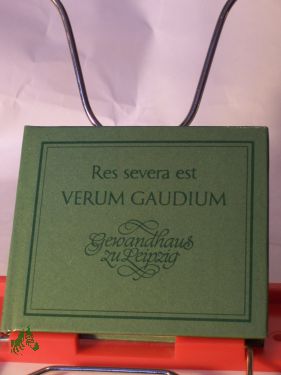 Res severa est
VERUM GAUDIUM
Gewandhaus
zu Leipzig